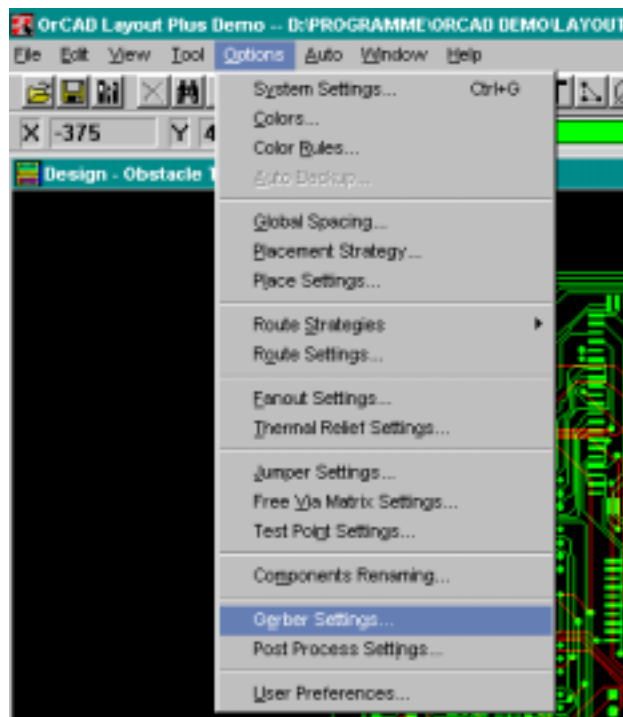 OrCAD Layout Plus Demo -- D:\PROGRAMME\ORCAD DEMO\LAYOUT
File Edit View Tool Options Auto Window Help
X -375 Y 4
Design - Obstacle T
System Settings... Ctrl+G
Colors...
Color Rules...
Auto Backup...
Global Spacing...
Placement Strategy...
Place Settings...
Route Strategies
Route Settings...
Fanout Settings...
Thermal Relief Settings...
Jumper Settings...
Free Via Matrix Settings...
Test Point Settings...
Components Renaming...
Gerber Settings...
Post Process Settings...
User Preferences...